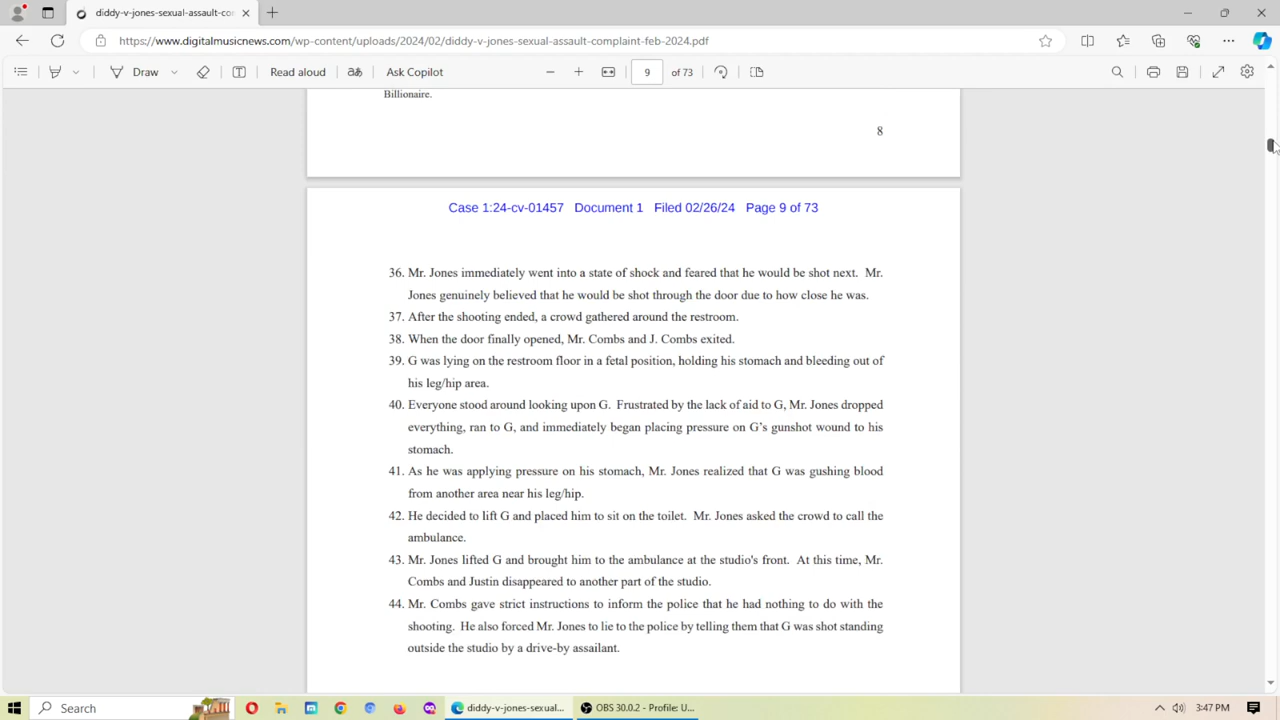 diddy-v-jones-sexual-assault-co
https://www.digitalmusicnews.com/wp-content/uploads/2024/02/diddy-v-jones-sexual-assault-complaint-feb-2024.pdf
Draw
Read aloud
Ask Copilot
9 of 73
Billionaire.
8
Case 1:24-cv-01457 Document 1 Filed 02/26/24 Page 9 of 73
36. Mr. Jones immediately went into a state of shock and feared that he would be shot next. Mr.
Jones genuinely believed that he would be shot through the door due to how close he was.
37. After the shooting ended, a crowd gathered around the restroom.
38. When the door finally opened, Mr. Combs and J. Combs exited.
39. G was lying on the restroom floor in a fetal position, holding his stomach and bleeding out of
his leg/hip area.
40. Everyone stood around looking upon G. Frustrated by the lack of aid to G, Mr. Jones dropped
everything, ran to G, and immediately began placing pressure on G’s gunshot wound to his
stomach.
41. As he was applying pressure on his stomach, Mr. Jones realized that G was gushing blood
from another area near his leg/hip.
42. He decided to lift G and placed him to sit on the toilet. Mr. Jones asked the crowd to call the
ambulance.
43. Mr. Jones lifted G and brought him to the ambulance at the studio's front. At this time, Mr.
Combs and Justin disappeared to another part of the studio.
44. Mr. Combs gave strict instructions to inform the police that he had nothing to do with the
shooting. He also forced Mr. Jones to lie to the police by telling them that G was shot standing
outside the studio by a drive-by assailant.
Search
diddy-v-jones-sexual...
OBS 30.0.2 - Profile: U...
3:47 PM